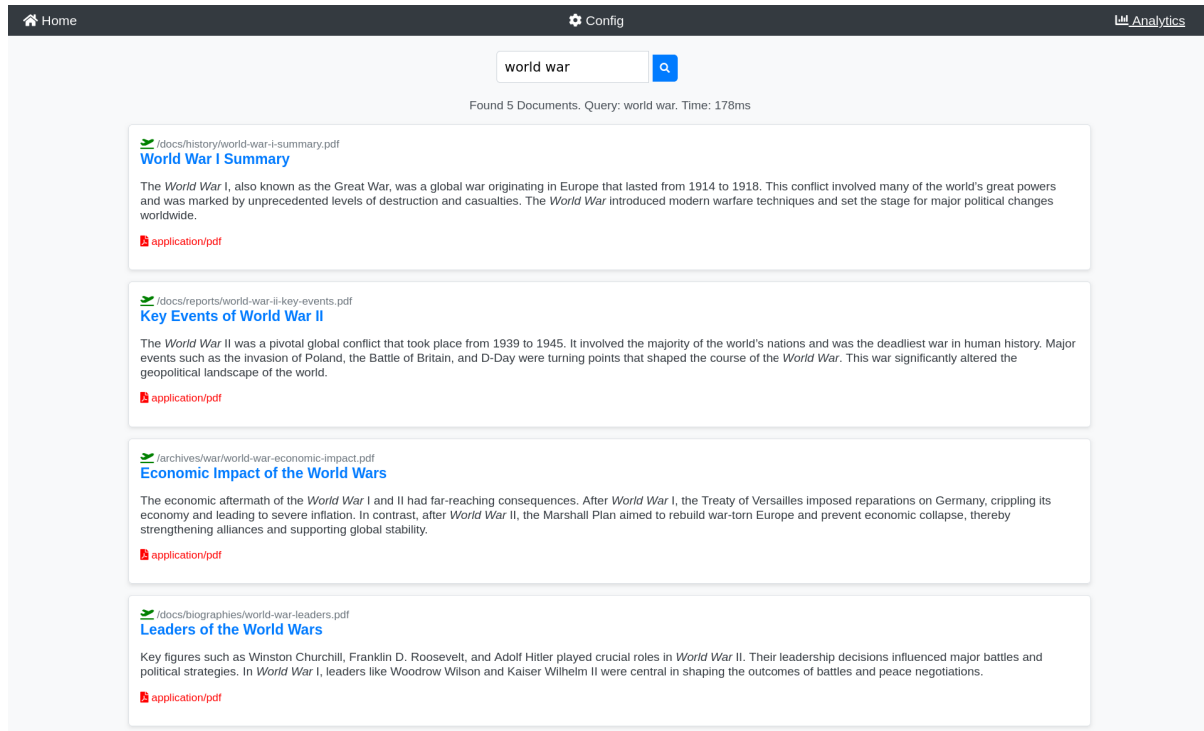 Home
Config
Analytics
world war
Found 5 Documents. Query: world war. Time: 178ms
/docs/history/world-war-i-summary.pdf
World War I Summary
The World War I, also known as the Great War, was a global war originating in Europe that lasted from 1914 to 1918. This conflict involved many of the world's great powers
and was marked by unprecedented levels of destruction and casualties. The World War introduced modern warfare techniques and set the stage for major political changes
worldwide.
application/pdf
/docs/reports/world-war-ii-key-events.pdf
Key Events of World War II
The World War II was a pivotal global conflict that took place from 1939 to 1945. It involved the majority of the world's nations and was the deadliest war in human history. Major
events such as the invasion of Poland, the Battle of Britain, and D-Day were turning points that shaped the course of the World War. This war significantly altered the
geopolitical landscape of the world.
application/pdf
/archives/war/world-war-economic-impact.pdf
Economic Impact of the World Wars
The economic aftermath of the World War I and II had far-reaching consequences. After World War I, the Treaty of Versailles imposed reparations on Germany, crippling its
economy and leading to severe inflation. In contrast, after World War II, the Marshall Plan aimed to rebuild war-torn Europe and prevent economic collapse, thereby
strengthening alliances and supporting global stability.
application/pdf
/docs/biographies/world-war-leaders.pdf
Leaders of the World Wars
Key figures such as Winston Churchill, Franklin D. Roosevelt, and Adolf Hitler played crucial roles in World War II. Their leadership decisions influenced major battles and
political strategies. In World War I, leaders like Woodrow Wilson and Kaiser Wilhelm II were central in shaping the outcomes of battles and peace negotiations.
application/pdf